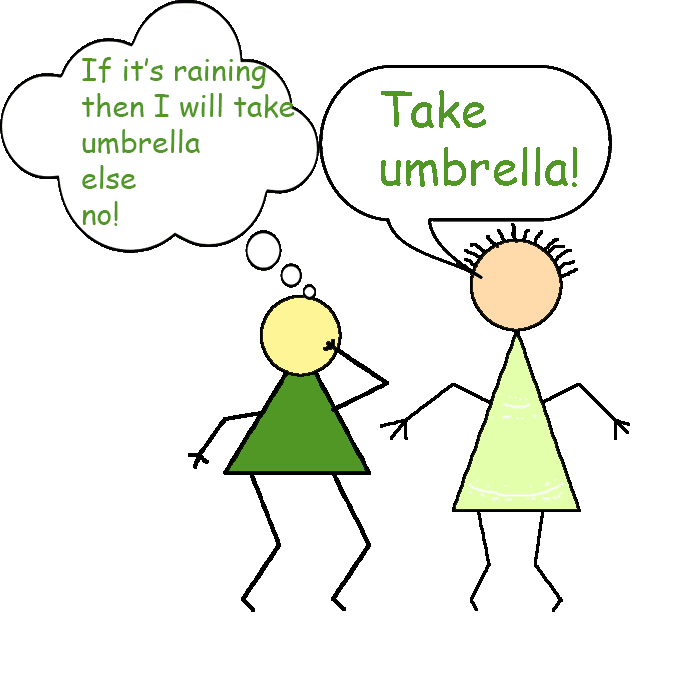 If it's raining
then I will take
umbrella
else
no!
Take
umbrella!